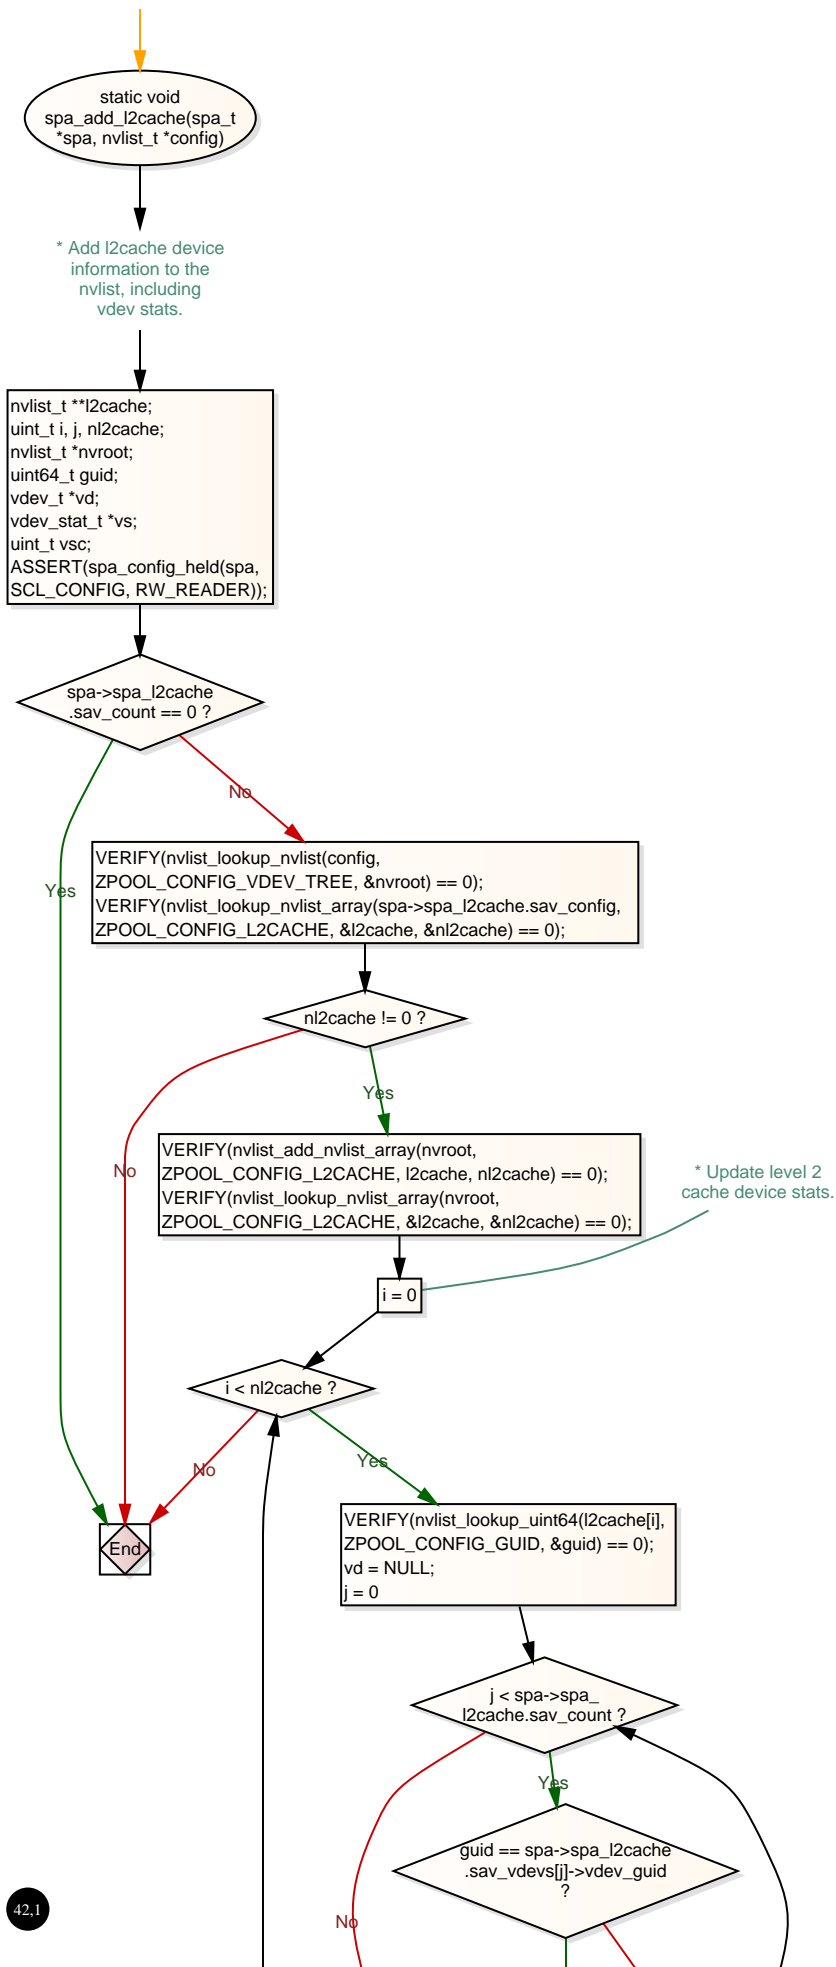 static void
spa_add_l2cache(spa_t
*spa, nvlist_t *config)
* Add l2cache device
information to the
nvlist, including
vdev stats.
nvlist_t **l2cache;
uint_t i, j, nl2cache;
nvlist_t *nvroot;
uint64_t guid;
vdev_t *vd;
vdev_stat_t *vs;
uint_t vsc;
ASSERT(spa_config_held(spa,
SCL_CONFIG, RW_READER));
spa->spa_l2cache
.sav_count == 0 ?
No
Yes
VERIFY(nvlist_lookup_nvlist(config,
ZPOOL_CONFIG_VDEV_TREE, &nvroot) == 0);
VERIFY(nvlist_lookup_nvlist_array(spa->spa_l2cache.sav_config,
ZPOOL_CONFIG_L2CACHE, &l2cache, &nl2cache) == 0);
nl2cache != 0 ?
Yes
No
VERIFY(nvlist_add_nvlist_array(nvroot,
ZPOOL_CONFIG_L2CACHE, l2cache, nl2cache) == 0);
VERIFY(nvlist_lookup_nvlist_array(nvroot,
ZPOOL_CONFIG_L2CACHE, &l2cache, &nl2cache) == 0);
* Update level 2
cache device stats.
i = 0
i < nl2cache ?
No
Yes
End
VERIFY(nvlist_lookup_uint64(l2cache[i],
ZPOOL_CONFIG_GUID, &guid) == 0);
vd = NULL;
j = 0
j < spa->spa_
l2cache.sav_count ?
Yes
guid == spa->spa_l2cache
.sav_vdevs[j]->vdev_guid
?
No
42,1